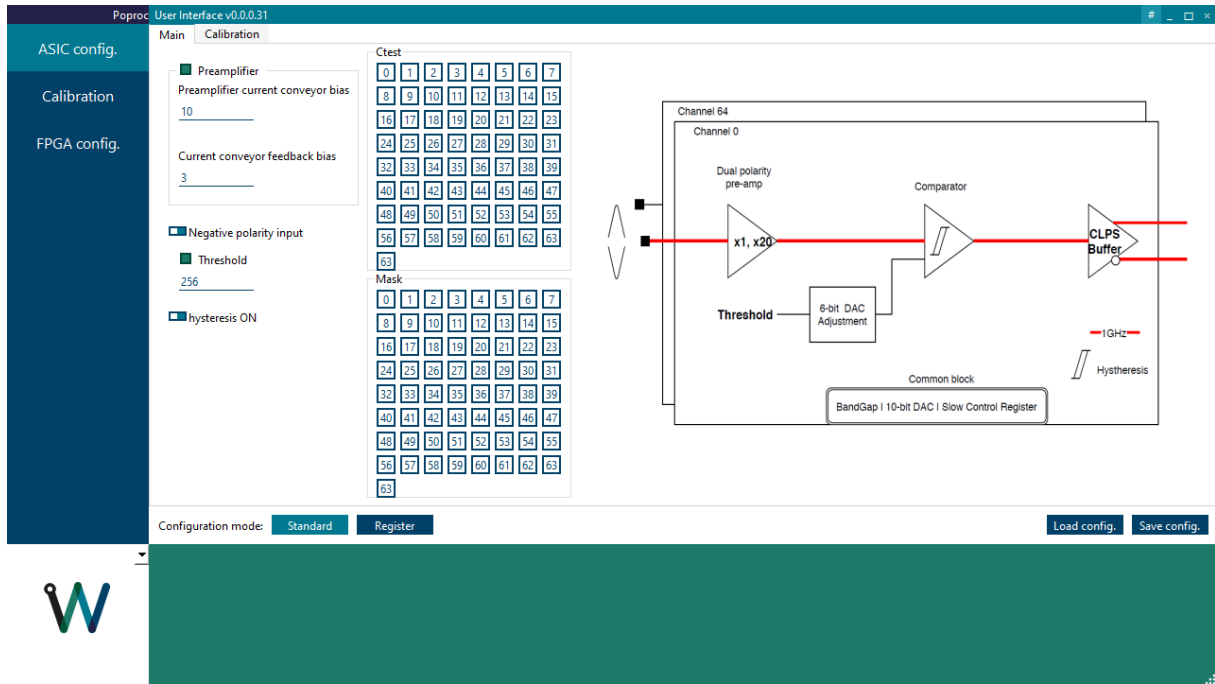 Poproc User Interface v0.0.0.31
# _ □ ×
ASIC config.
Calibration
FPGA config.
Main Calibration
Preamplifier
Preamplifier current conveyor bias
10
Current conveyor feedback bias
3
Negative polarity input
Threshold
256
hysteresis ON
Ctest
0 1 2 3 4 5 6 7
8 9 10 11 12 13 14 15
16 17 18 19 20 21 22 23
24 25 26 27 28 29 30 31
32 33 34 35 36 37 38 39
40 41 42 43 44 45 46 47
48 49 50 51 52 53 54 55
56 57 58 59 60 61 62 63
63
Mask
0 1 2 3 4 5 6 7
8 9 10 11 12 13 14 15
16 17 18 19 20 21 22 23
24 25 26 27 28 29 30 31
32 33 34 35 36 37 38 39
40 41 42 43 44 45 46 47
48 49 50 51 52 53 54 55
56 57 58 59 60 61 62 63
63
Channel 64
Channel 0
Dual polarity
pre-amp
x1, x20
Comparator
CLPS
Buffer
Threshold
6-bit DAC
Adjustment
1GHz
Hystheresis
Common block
BandGap I 10-bit DAC I Slow Control Register
Configuration mode: Standard Register
Load config. Save config.